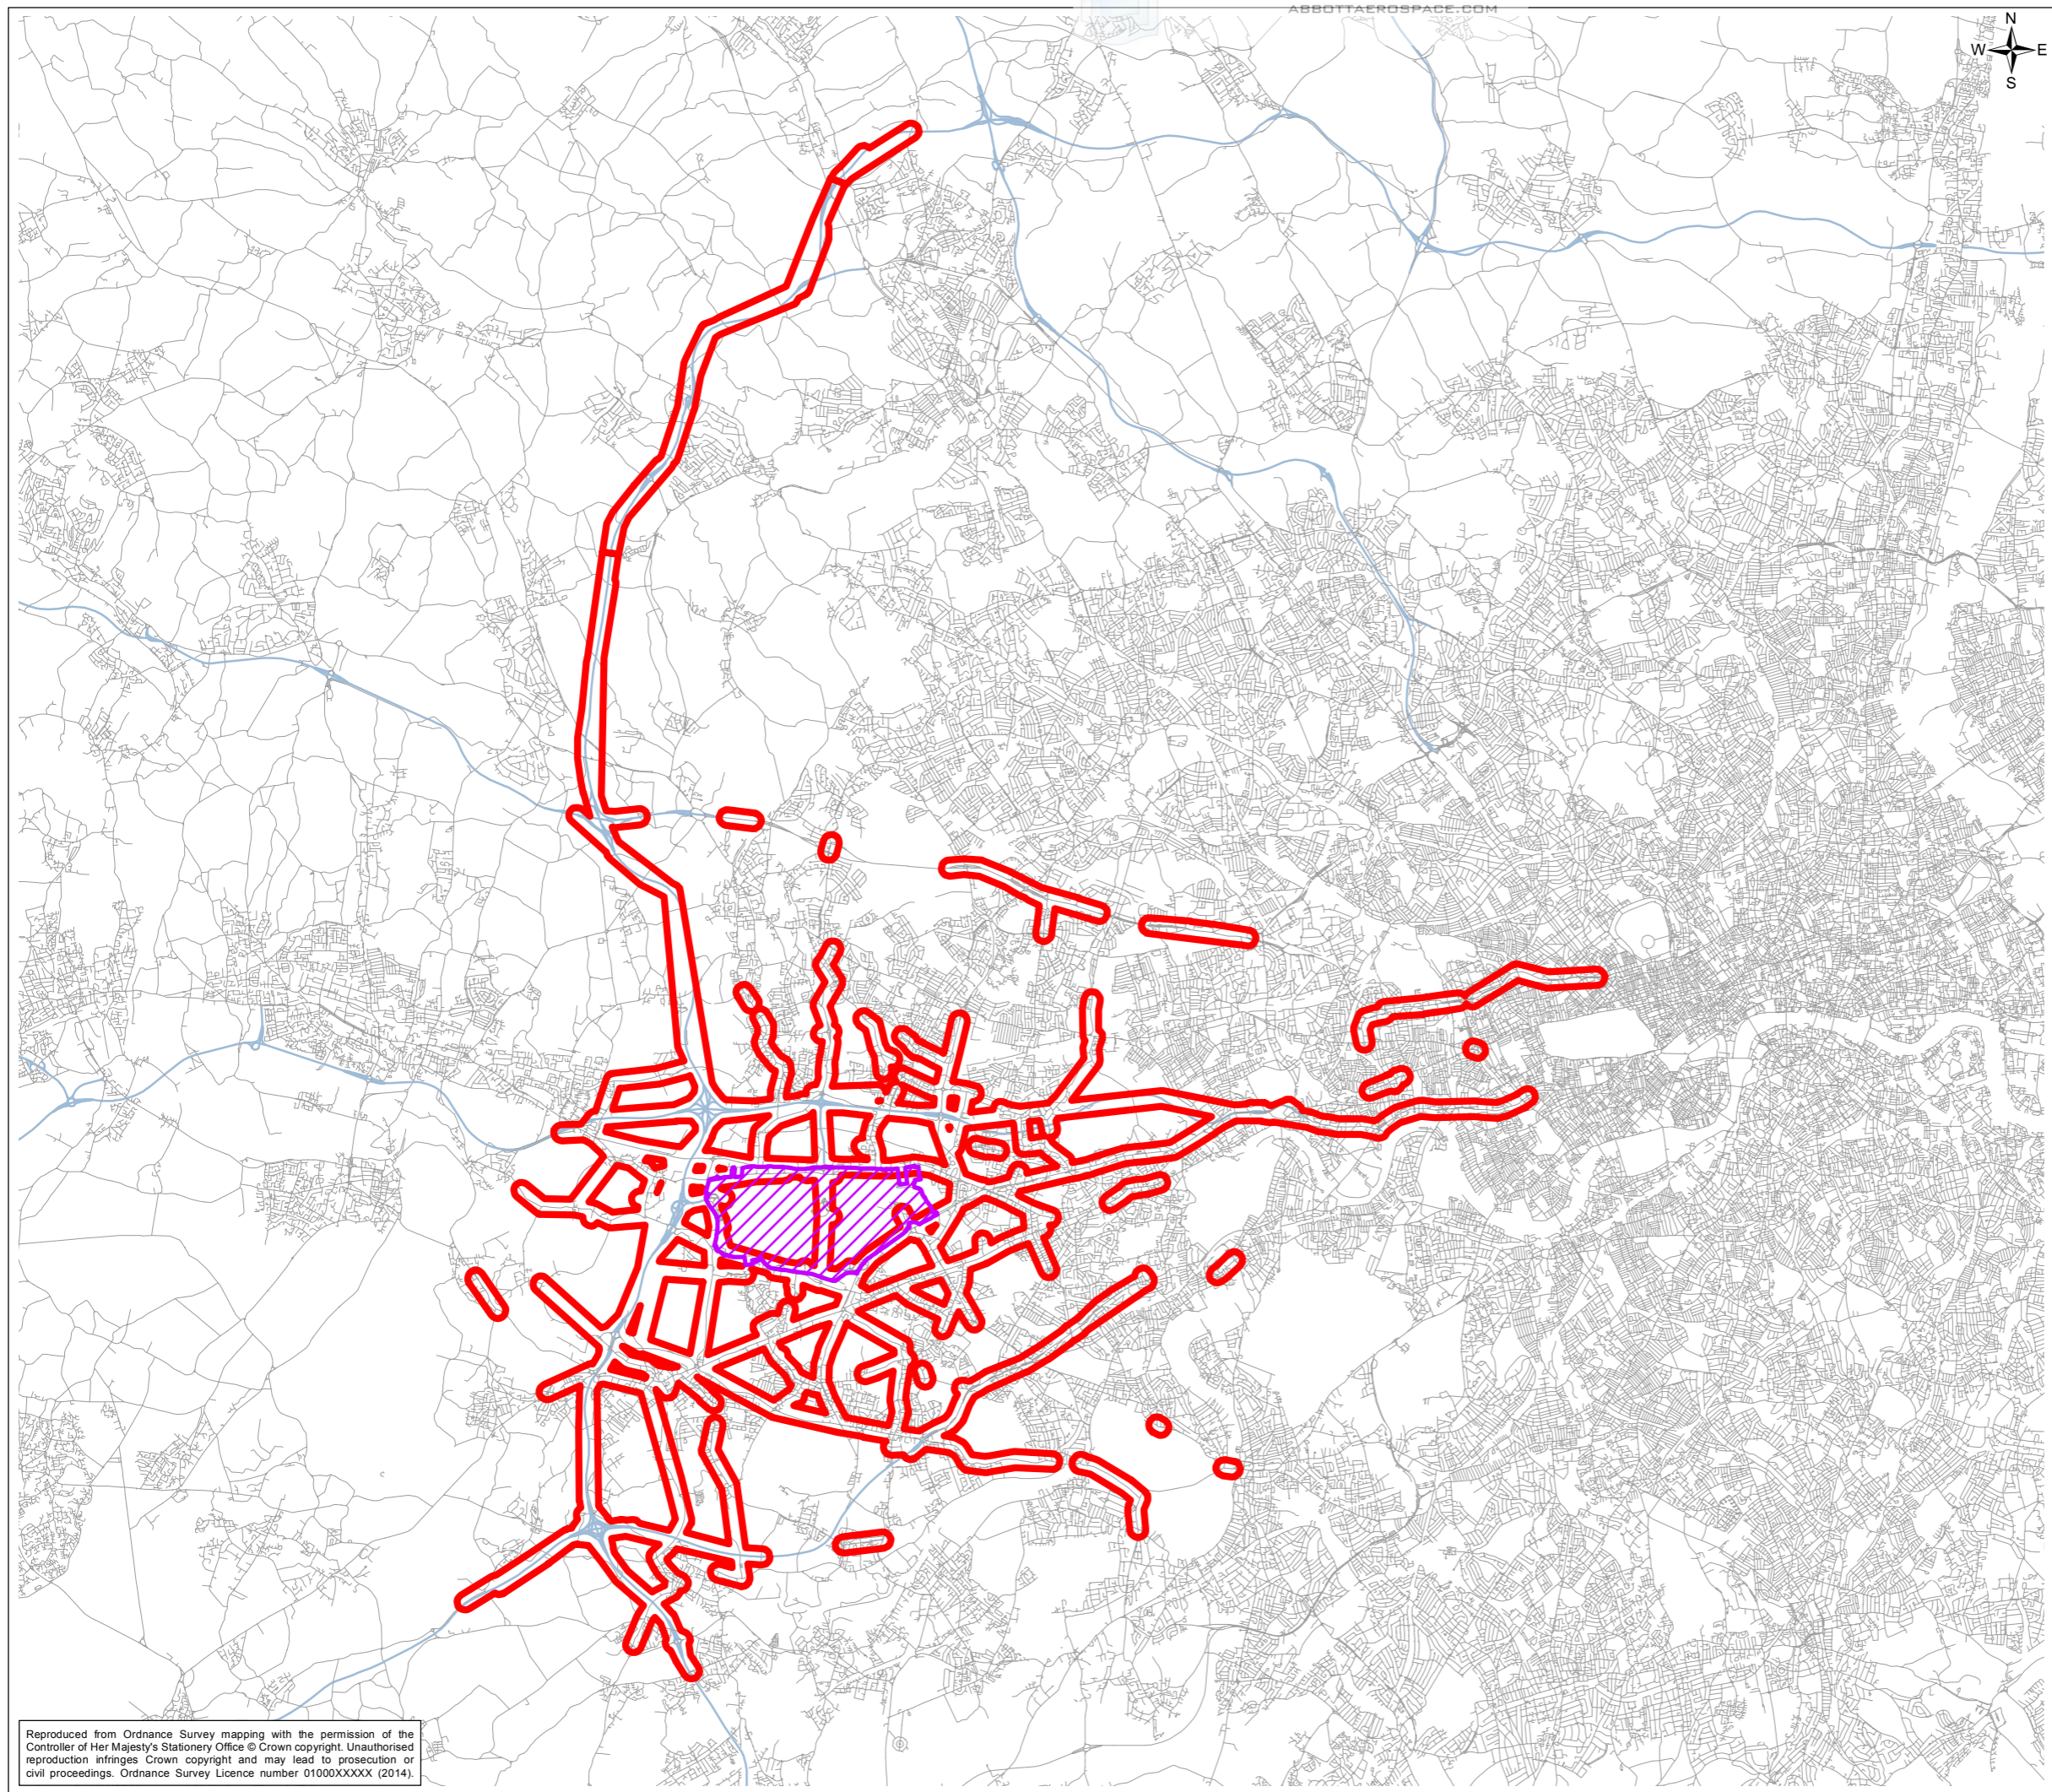 ABBOTTAEROSPACE.COM
N
W E
S
Reproduced from Ordnance Survey mapping with the permission of the
Controller of Her Majesty's Stationery Office © Crown copyright. Unauthorised
reproduction infringes Crown copyright and may lead to prosecution or
civil proceedings. Ordnance Survey Licence number 01000XXXXX (2014).